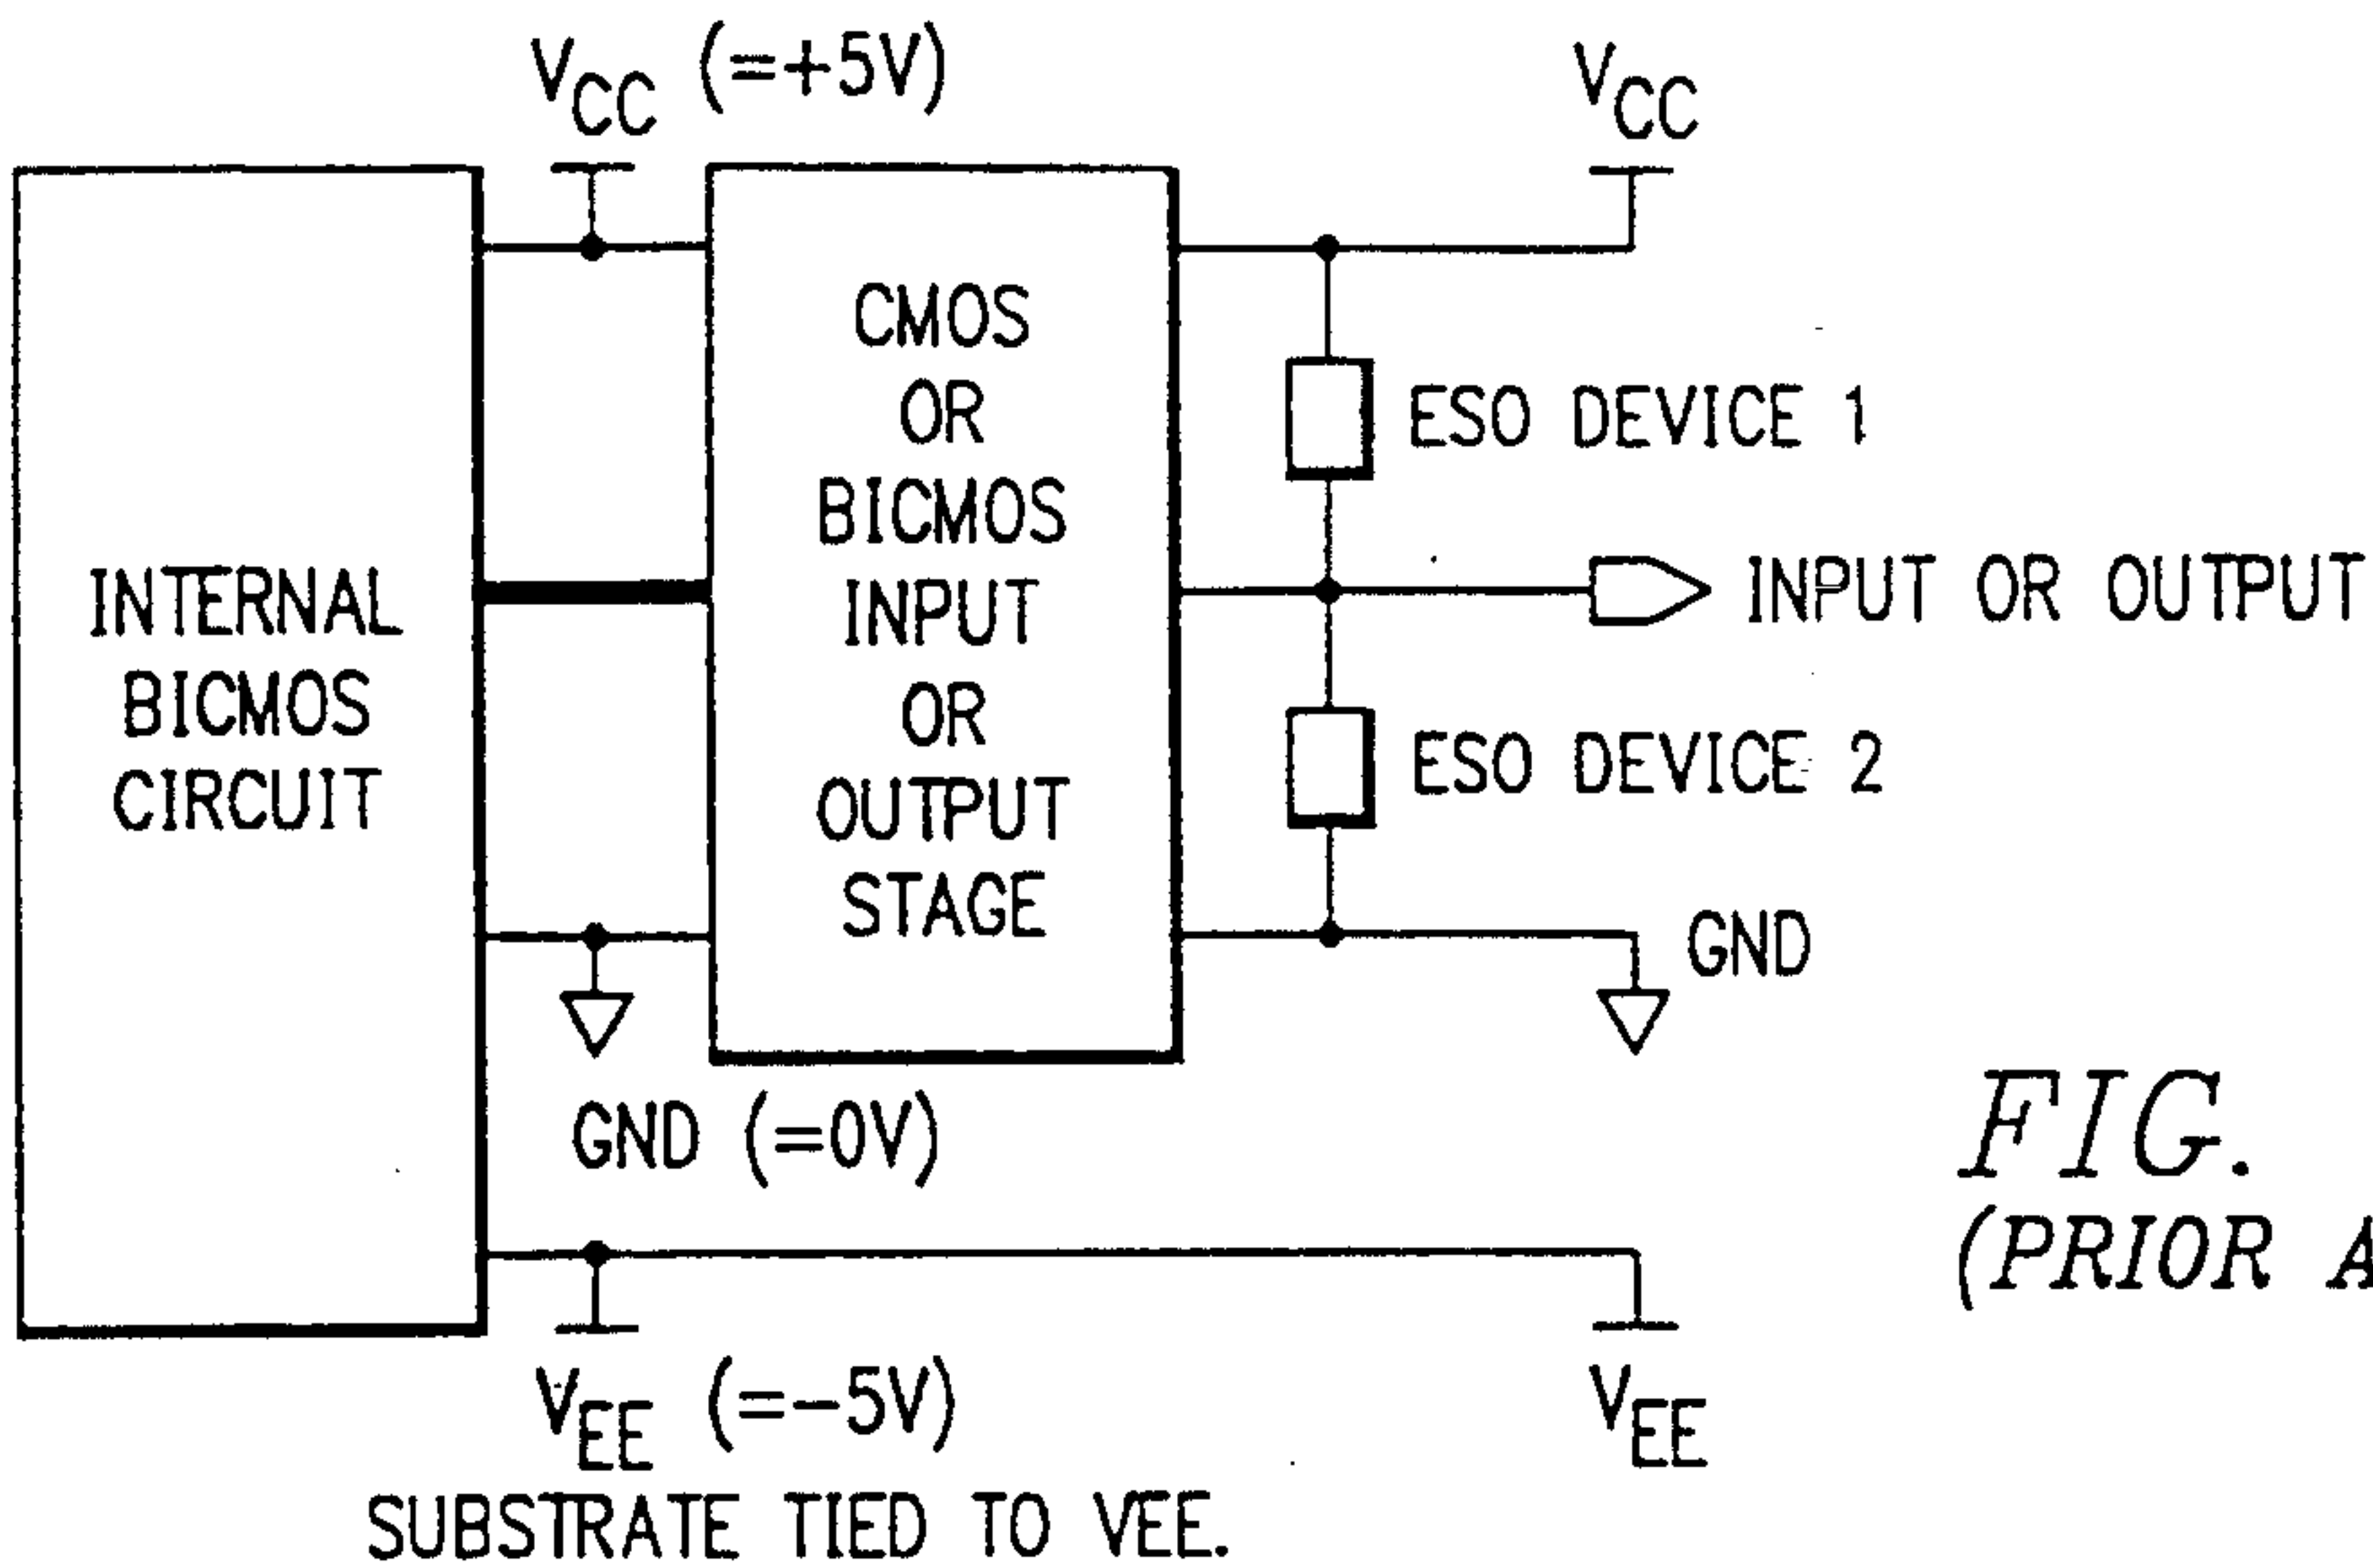 VCC (=+5V)
VCC
INTERNAL
BICMOS
CIRCUIT
CMOS
OR
BICMOS
INPUT
OR
OUTPUT
STAGE
ESO DEVICE 1
INPUT OR OUTPUT
ESO DEVICE 2
GND
GND (=0V)
FIG.
(PRIOR A
VEE (=-5V)
VEE
SUBSTRATE TIED TO VEE.